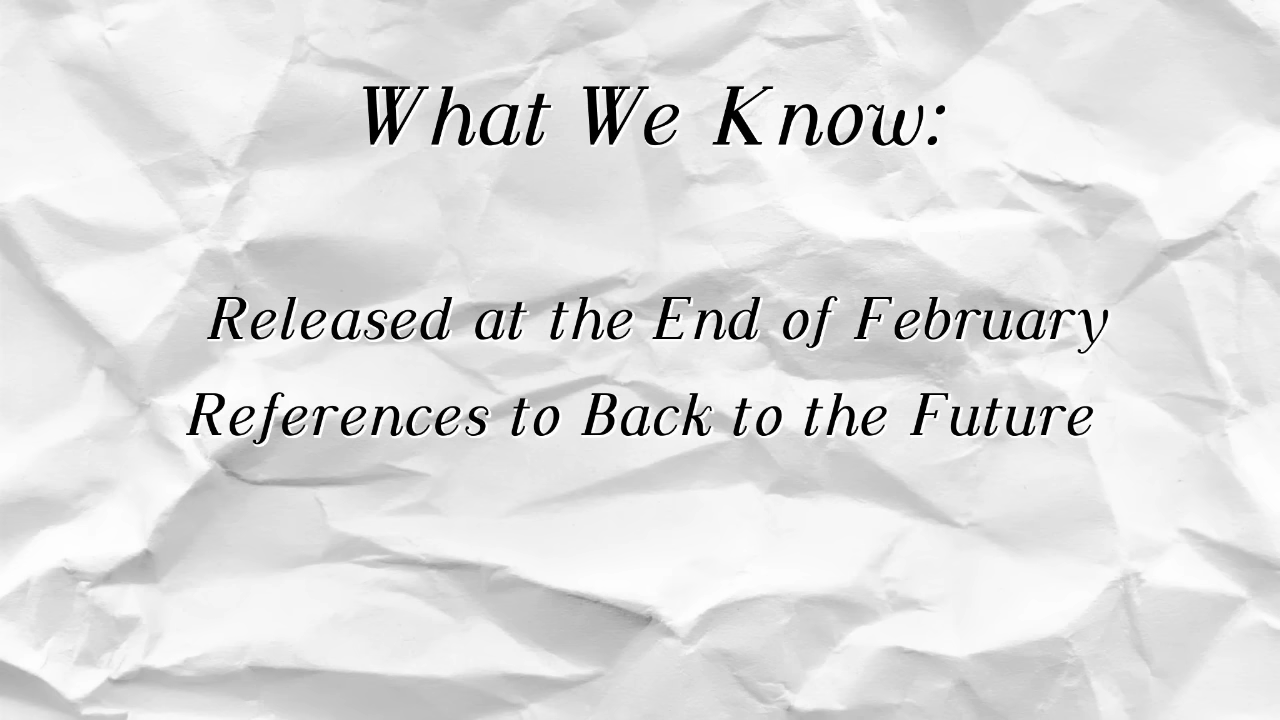 What We Know:
Released at the End of February
References to Back to the Future